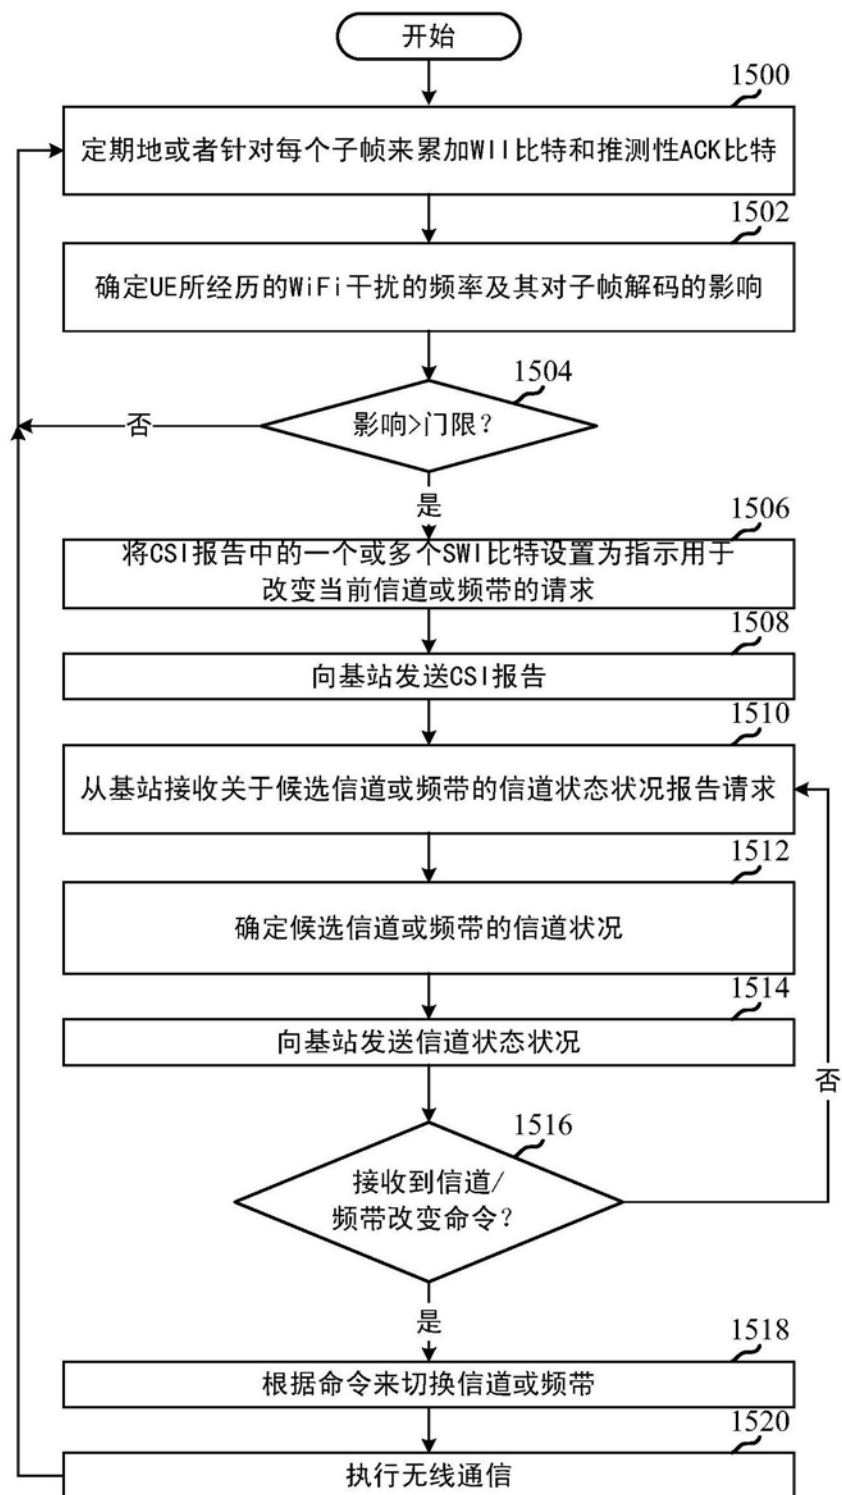 开始
1500
定期地或者针对每个子帧来累加WII比特和推测性ACK比特
1502
确定UE所经历的WiFi干扰的频率及其对子帧解码的影响
1504
影响>门限?
否
是
1506
将CSI报告中的一个或多个SWI比特设置为指示用于
改变当前信道或频带的请求
1508
向基站发送CSI报告
1510
从基站接收关于候选信道或频带的信道状态状况报告请求
1512
确定候选信道或频带的信道状况
1514
向基站发送信道状态状况
否
1516
接收到信道/
频带改变命令?
是
1518
根据命令来切换信道或频带
1520
执行无线通信